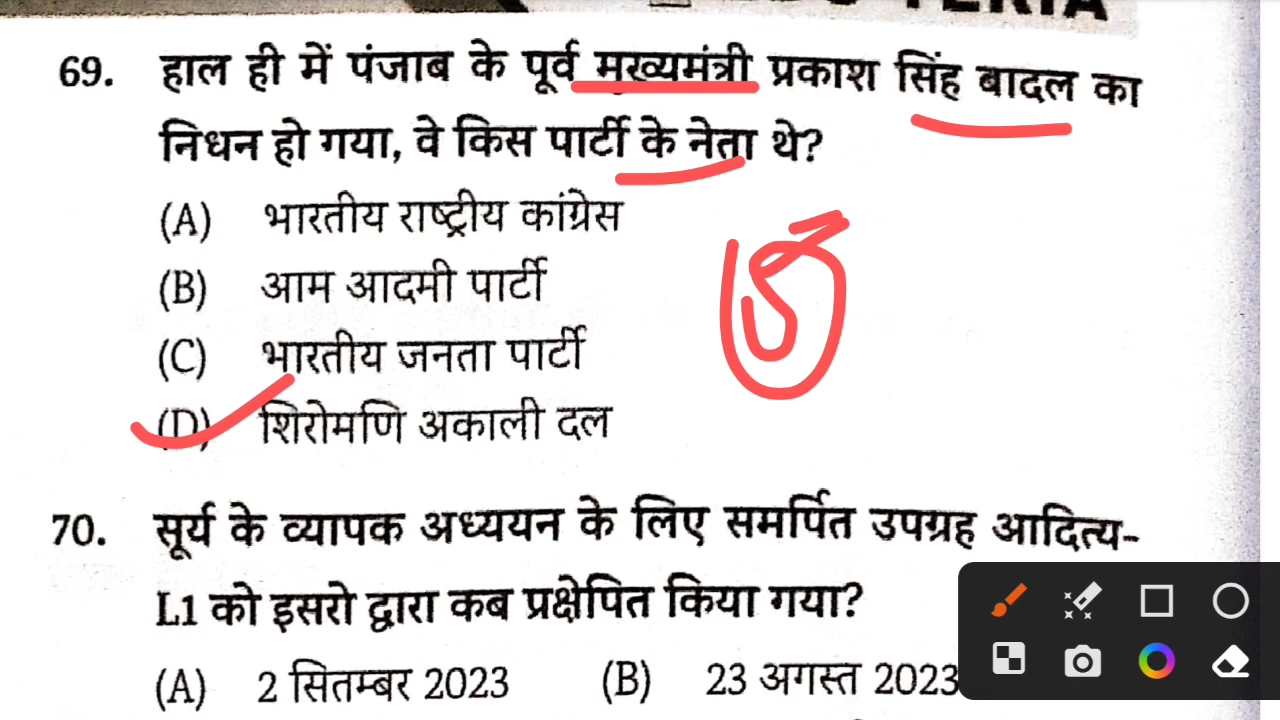 69. हाल ही में पंजाब के पूर्व मुख्यमंत्री प्रकाश सिंह बादल का
निधन हो गया, वे किस पार्टी के नेता थे?
(A) भारतीय राष्ट्रीय कांग्रेस
(B) आम आदमी पार्टी
(C) भारतीय जनता पार्टी
(D) शिरोमणि अकाली दल
70. सूर्य के व्यापक अध्ययन के लिए समर्पित उपग्रह आदित्य-
L1 को इसरो द्वारा कब प्रक्षेपित किया गया?
(A) 2 सितम्बर 2023 (B) 23 अगस्त 2023